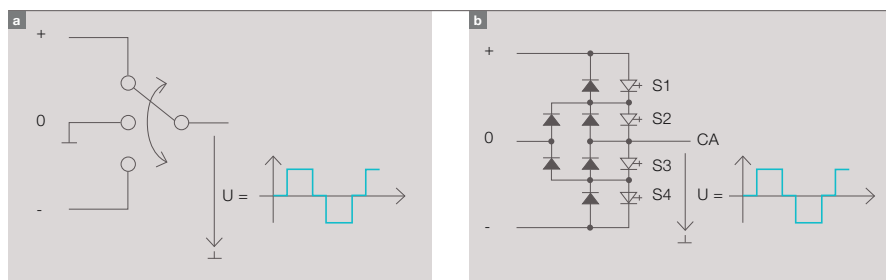 a
+
0
-
U =
b
+
S1
S2
0
CA
S3
S4
U =
-